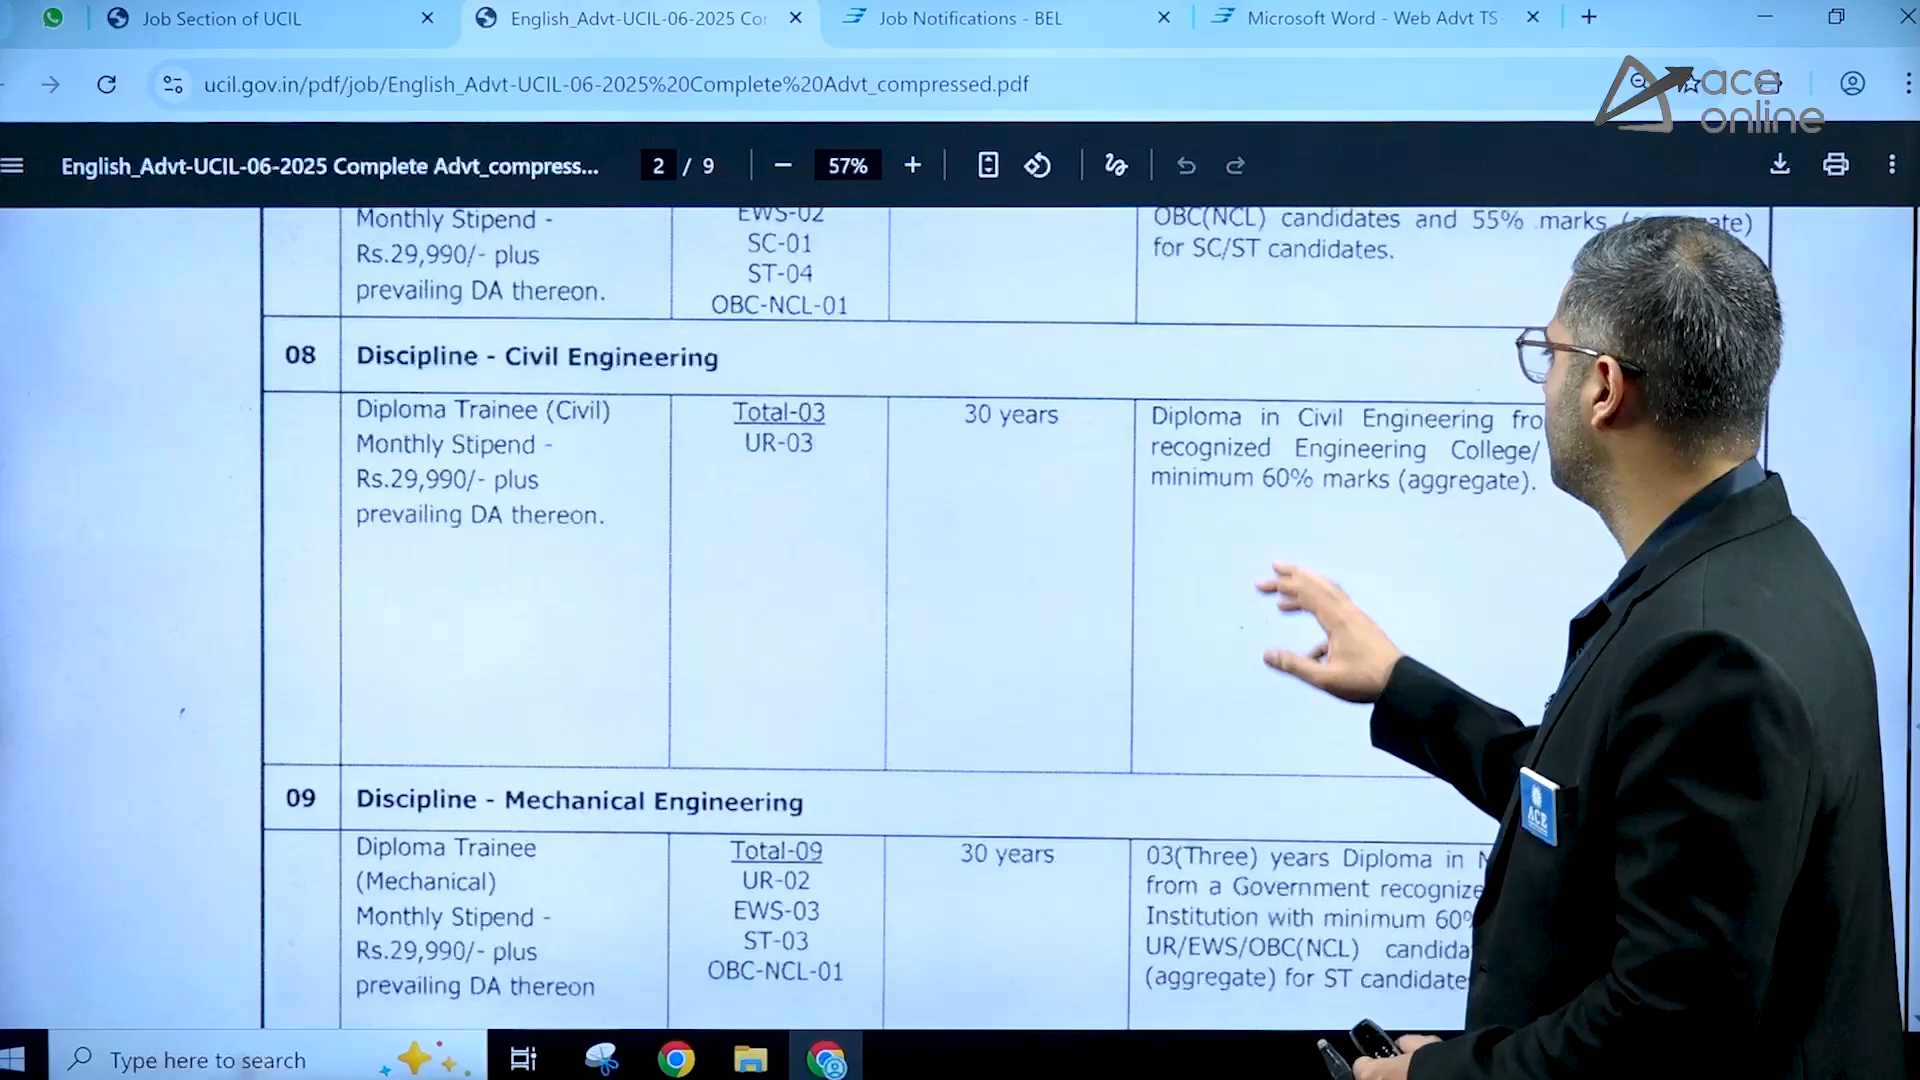 Job Section of UCIL
English_Advt-UCIL-06-2025 Co
Job Notifications - BEL
Microsoft Word - Web Advt TS-
ucil.gov.in/pdf/job/English_Advt-UCIL-06-2025%20Complete%20Advt_compressed.pdf
ace
online
English_Advt-UCIL-06-2025 Complete Advt_compress...
2 / 9
57%
Monthly Stipend -
Rs.29,990/- plus
prevailing DA thereon.
EWS-02
SC-01
ST-04
OBC-NCL-01
OBC(NCL) candidates and 55% marks
for SC/ST candidates.
08
Discipline - Civil Engineering
Diploma Trainee (Civil)
Monthly Stipend -
Rs.29,990/- plus
prevailing DA thereon.
Total-03
UR-03
30 years
Diploma in Civil Engineering fro
recognized Engineering College/
minimum 60% marks (aggregate).
09
Discipline - Mechanical Engineering
Diploma Trainee
(Mechanical)
Monthly Stipend -
Rs.29,990/- plus
prevailing DA thereon
Total-09
UR-02
EWS-03
ST-03
OBC-NCL-01
30 years
03(Three) years Diploma in
from a Government recognize
Institution with minimum 60%
UR/EWS/OBC(NCL) candida
(aggregate) for ST candidate
ACE
Type here to search